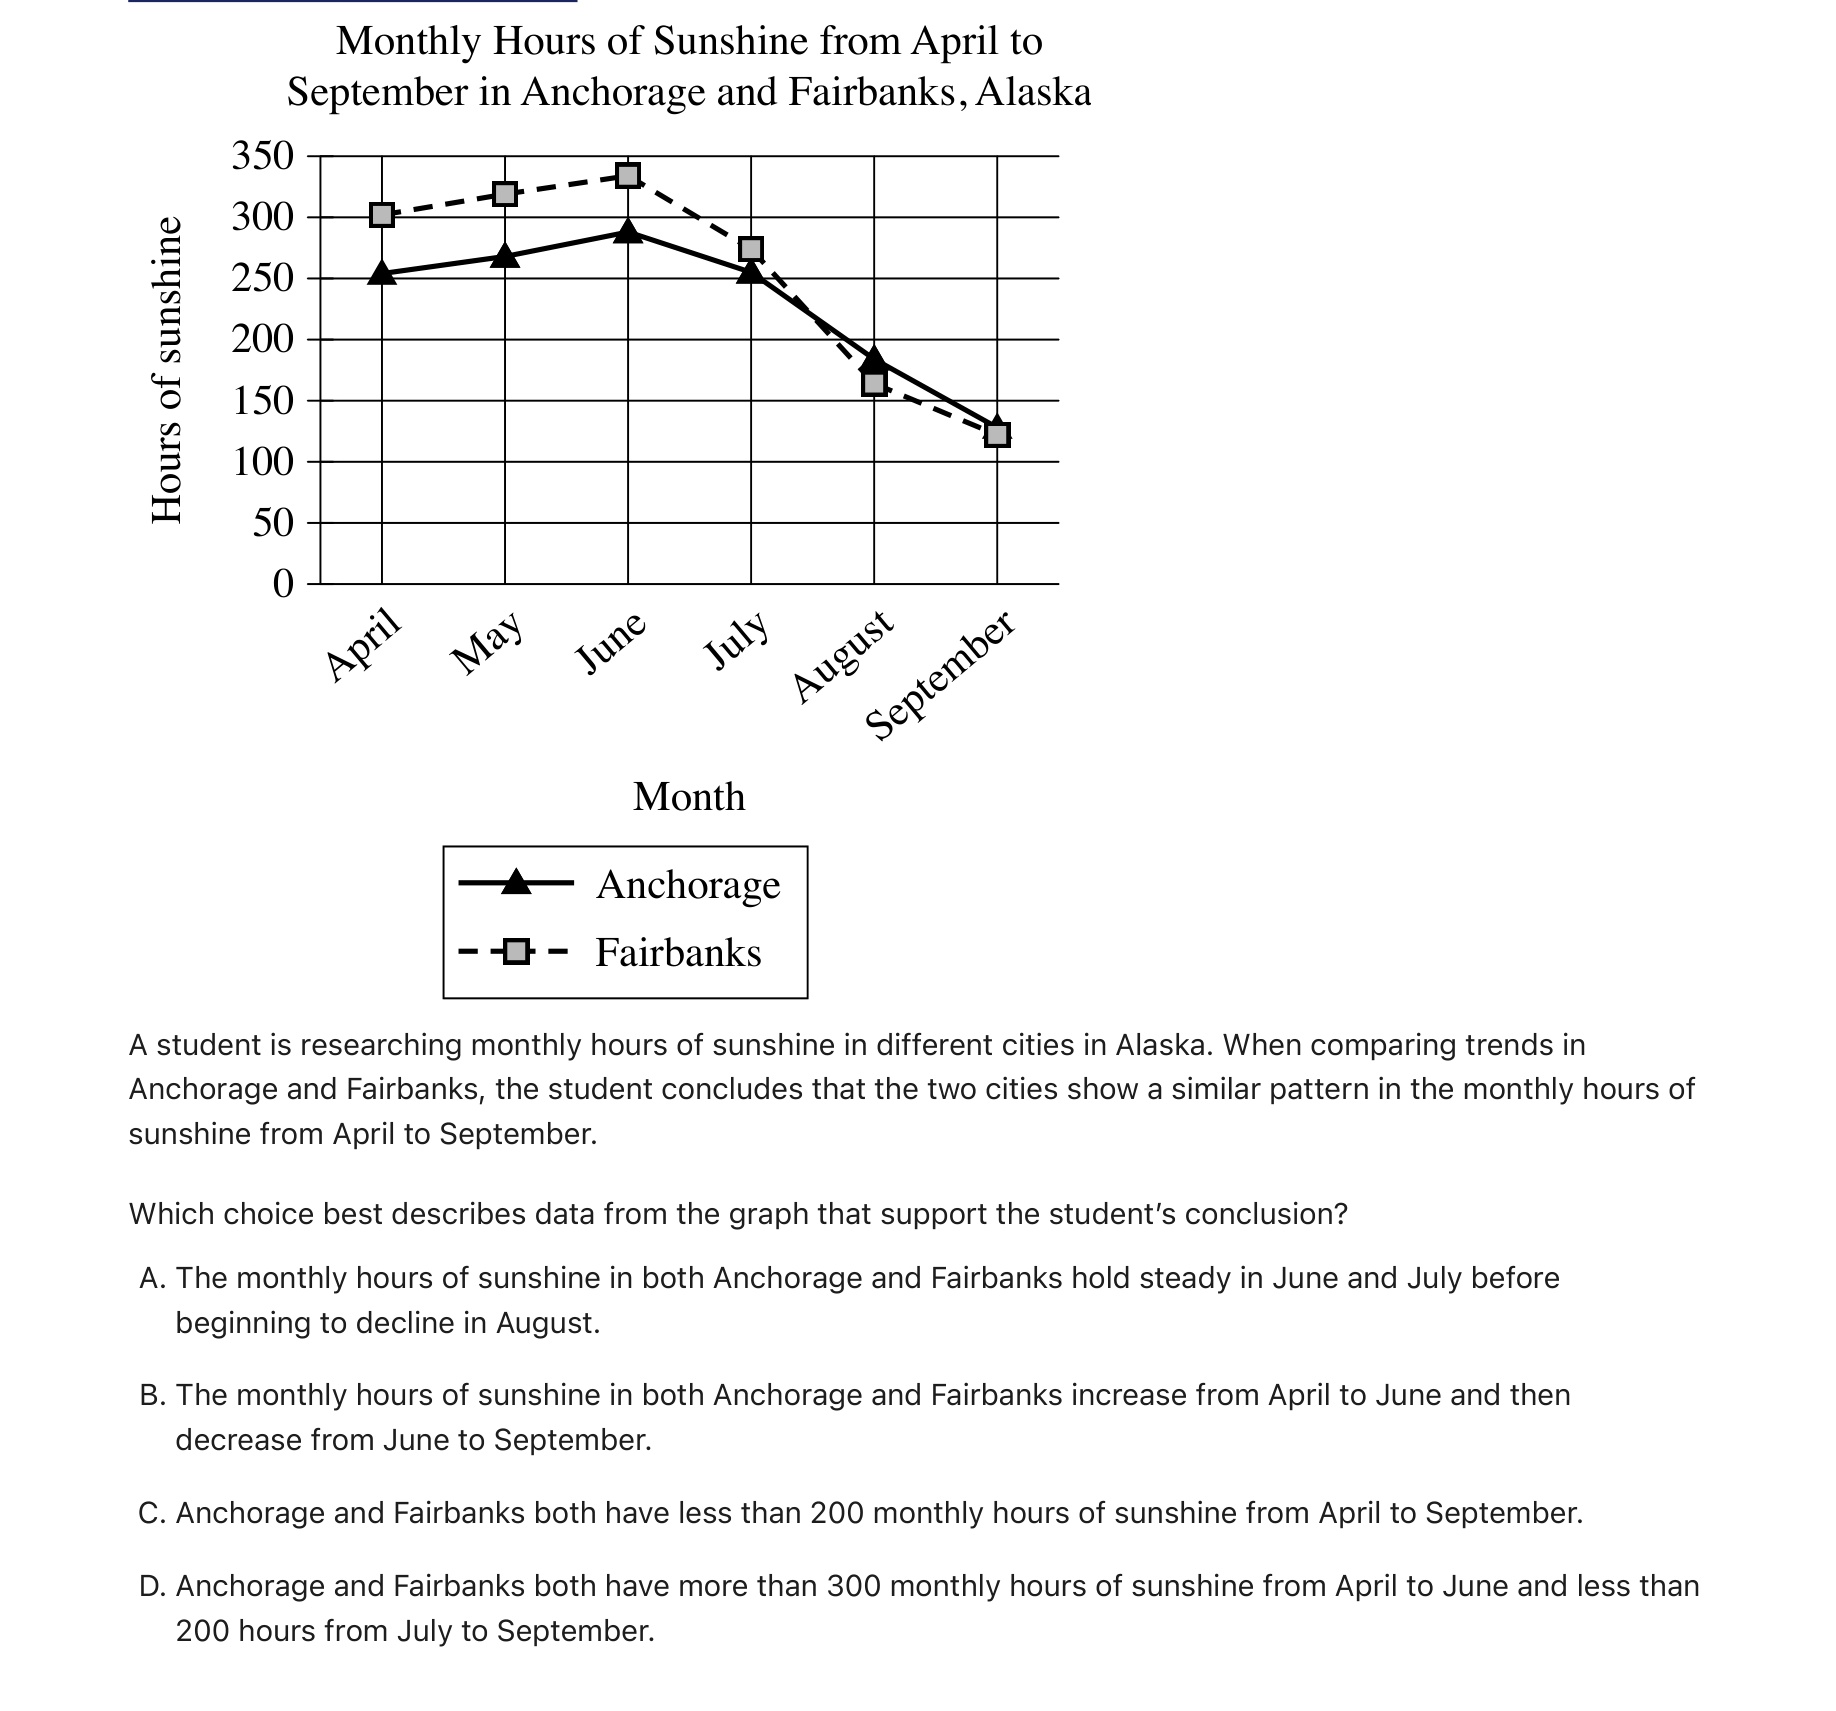 Monthly Hours of Sunshine from April to
September in Anchorage and Fairbanks, Alaska
350
300
250
200
150
100
50
0
Hours of sunshine
April
May
June
July
August
September
Month
Anchorage
Fairbanks
A student is researching monthly hours of sunshine in different cities in Alaska. When comparing trends in
Anchorage and Fairbanks, the student concludes that the two cities show a similar pattern in the monthly hours of
sunshine from April to September.
Which choice best describes data from the graph that support the student’s conclusion?
A. The monthly hours of sunshine in both Anchorage and Fairbanks hold steady in June and July before
beginning to decline in August.
B. The monthly hours of sunshine in both Anchorage and Fairbanks increase from April to June and then
decrease from June to September.
C. Anchorage and Fairbanks both have less than 200 monthly hours of sunshine from April to September.
D. Anchorage and Fairbanks both have more than 300 monthly hours of sunshine from April to June and less than
200 hours from July to September.